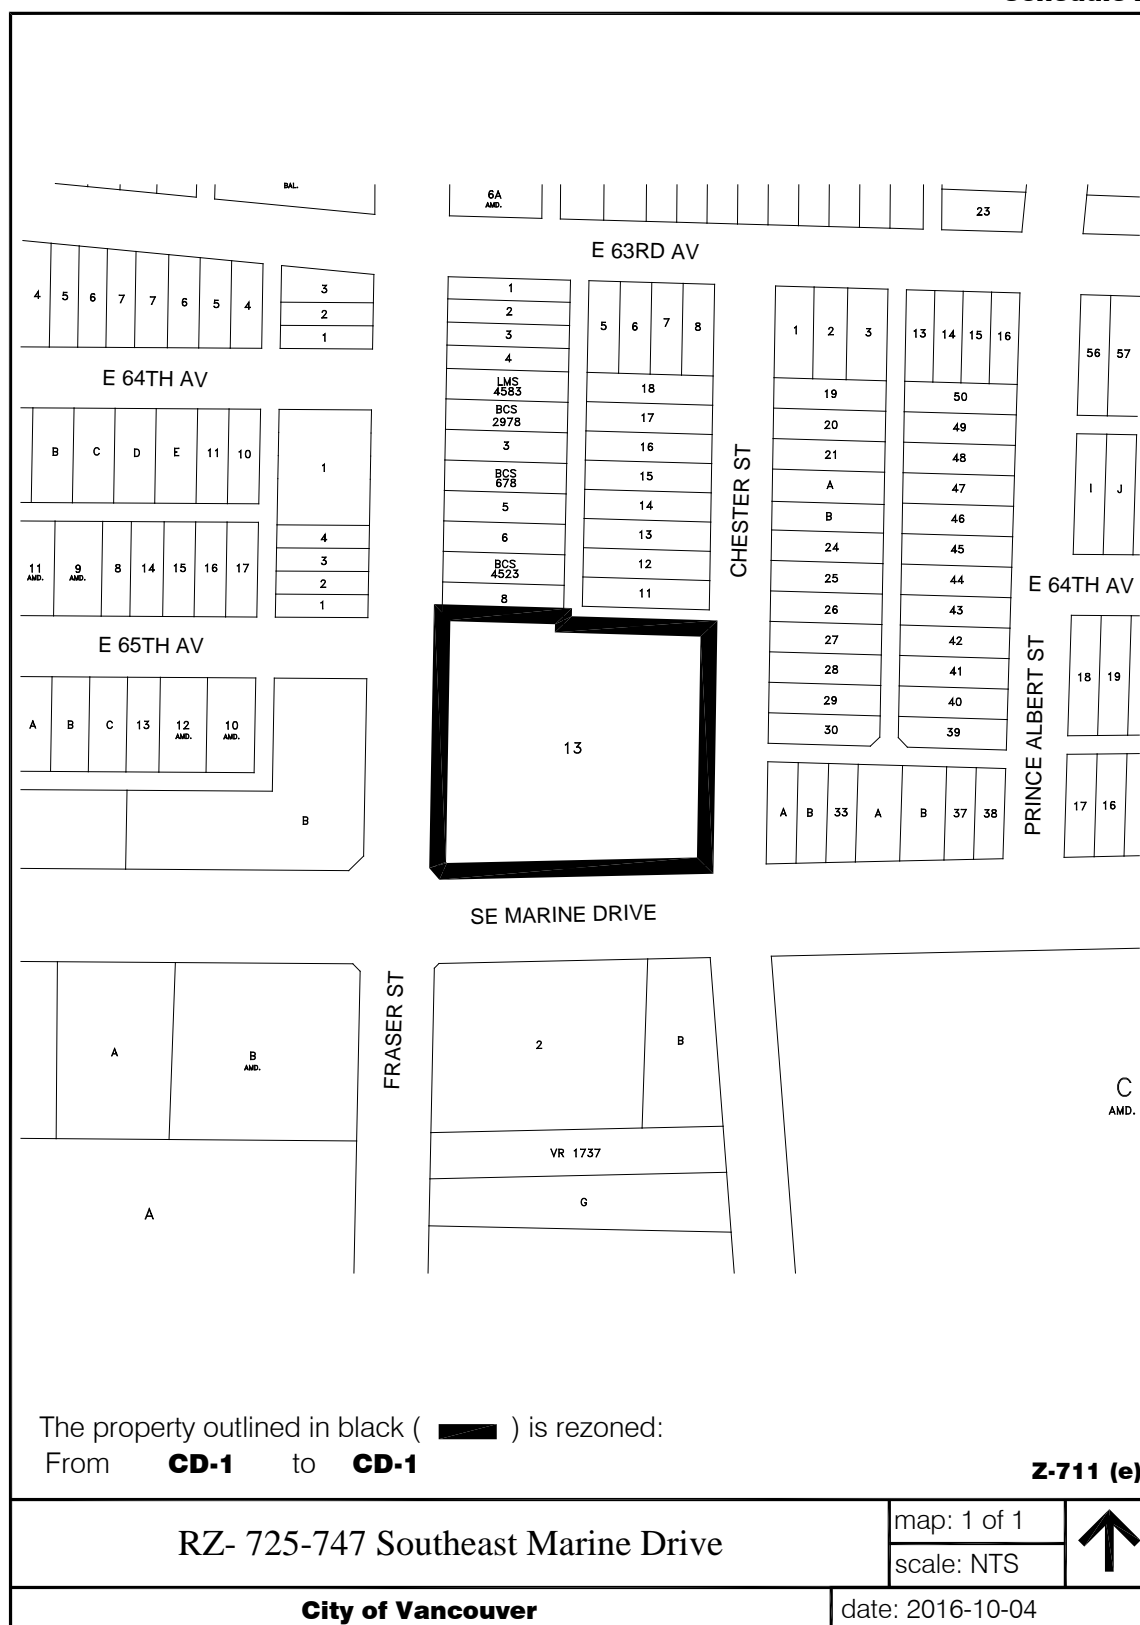 BAL.
6A
AMD.
23
E 63RD AV
4 5 6 7 7 6 5 4
3
2
1
1
2
3
4
LMS
4583
BCS
2978
3
BCS
678
5
6
BCS
4523
8
5 6 7 8
18
17
16
15
14
13
12
11
CHESTER ST
1 2 3
19
20
21
A
B
24
25
26
27
28
29
30
13 14 15 16
50
49
48
47
46
45
44
43
42
41
40
39
56 57
I J
E 64TH AV
B C D E 11 10
1
4
3
2
1
11
AMD.
9
AMD.
8 14 15 16 17
E 64TH AV
18 19
PRINCE ALBERT ST
E 65TH AV
A B C 13
12
AMD.
10
AMD.
B
13
A B 33 A B 37 38
17 16
SE MARINE DRIVE
FRASER ST
A
B
AMD.
A
2
B
VR 1737
G
C
AMD.
The property outlined in black ( ) is rezoned:
From CD-1 to CD-1
Z-711 (e)
RZ- 725-747 Southeast Marine Drive
map: 1 of 1
scale: NTS
City of Vancouver
date: 2016-10-04